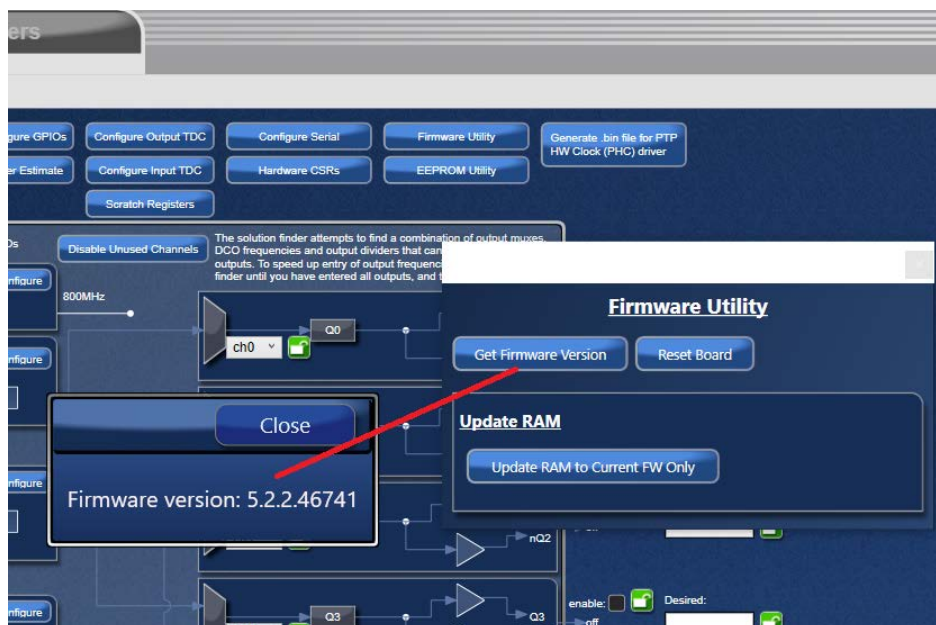 ers
gure GPIOs
Configure Output TDC
Configure Serial
Firmware Utility
Generate .bin file for PTP
HW Clock (PHC) driver
er Estimate
Configure Input TDC
Hardware CSRs
EEPROM Utility
Scratch Registers
Disable Unused Channels
The solution finder attempts to find a combination of output muxes,
DCO frequencies and output dividers that can
outputs. To speed up entry of output frequenc
finder until you have entered all outputs, and t
nfigure
800MHz
ch0
Q0
Firmware Utility
Get Firmware Version
Reset Board
nfigure
Update RAM
Update RAM to Current FW Only
Close
Firmware version: 5.2.2.46741
nfigure
nQ2
Q3
Q3
enable:
Desired:
off
nfigure